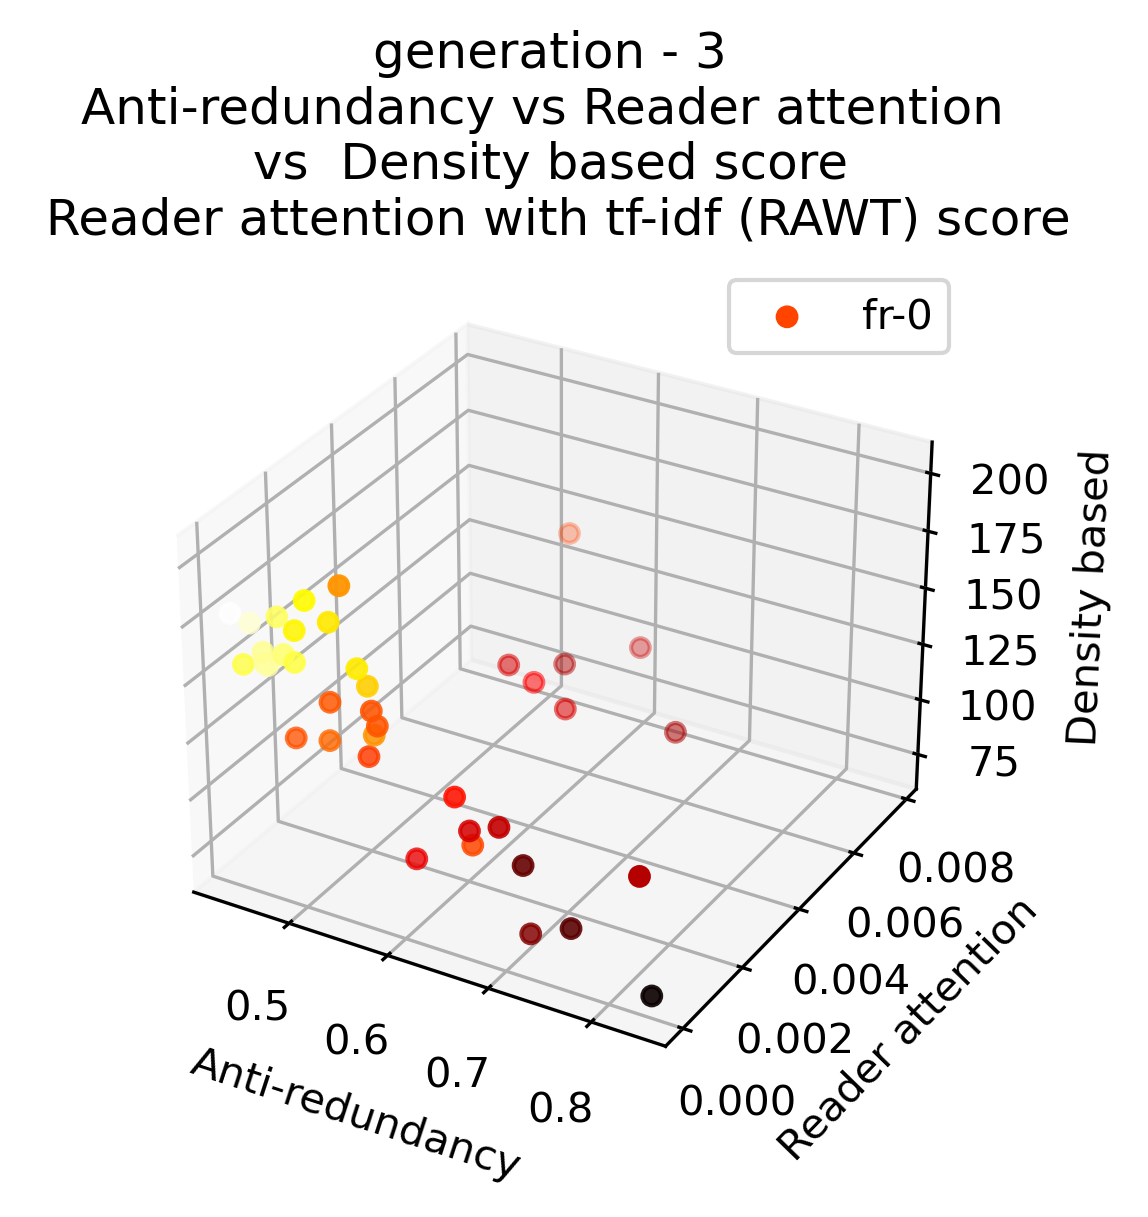 generation - 3
Anti-redundancy vs Reader attention
vs  Density based score
Reader attention with tf-idf (RAWT) score
fr-0
200
175
150
125
100
75
Density based
0.008
0.006
0.004
0.002
0.000
Reader attention
0.5
0.6
0.7
0.8
Anti-redundancy